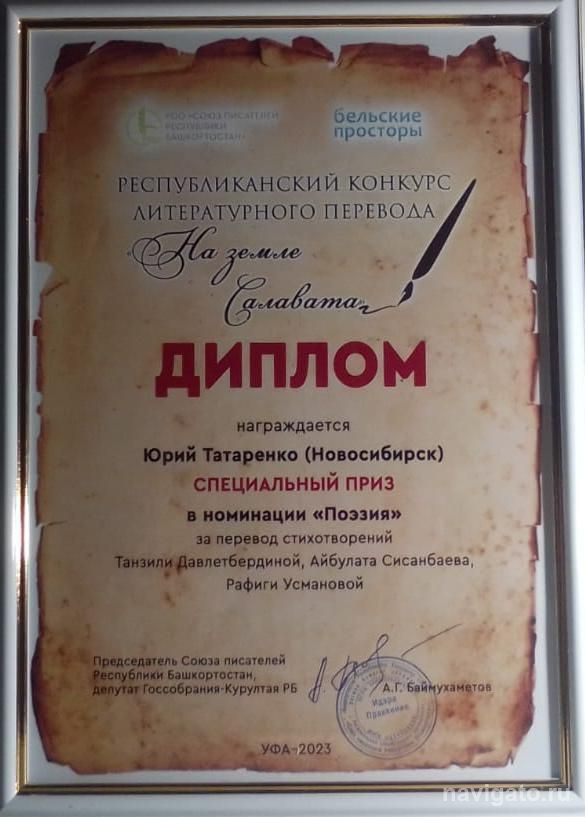 РОО «СОЮЗ ПИСАТЕЛЕЙ
РЕСПУБЛИКИ
БАШКОРТОСТАН»
бельские
просторы
РЕСПУБЛИКАНСКИЙ КОНКУРС
ЛИТЕРАТУРНОГО ПЕРЕВОДА
«На земле
Салавата»
ДИПЛОМ
награждается
Юрий Татаренко (Новосибирск)
СПЕЦИАЛЬНЫЙ ПРИЗ
в номинации «Поэзия»
за перевод стихотворений
Танзили Давлетбердиной, Айбулата Сисанбаева,
Рафиги Усмановой
Председатель Союза писателей
Республики Башкортостан,
депутат Госсобрания-Курултая РБ
А.Г. Баймухаметов
Идара
Правление
УФА-2023
navigato.ru